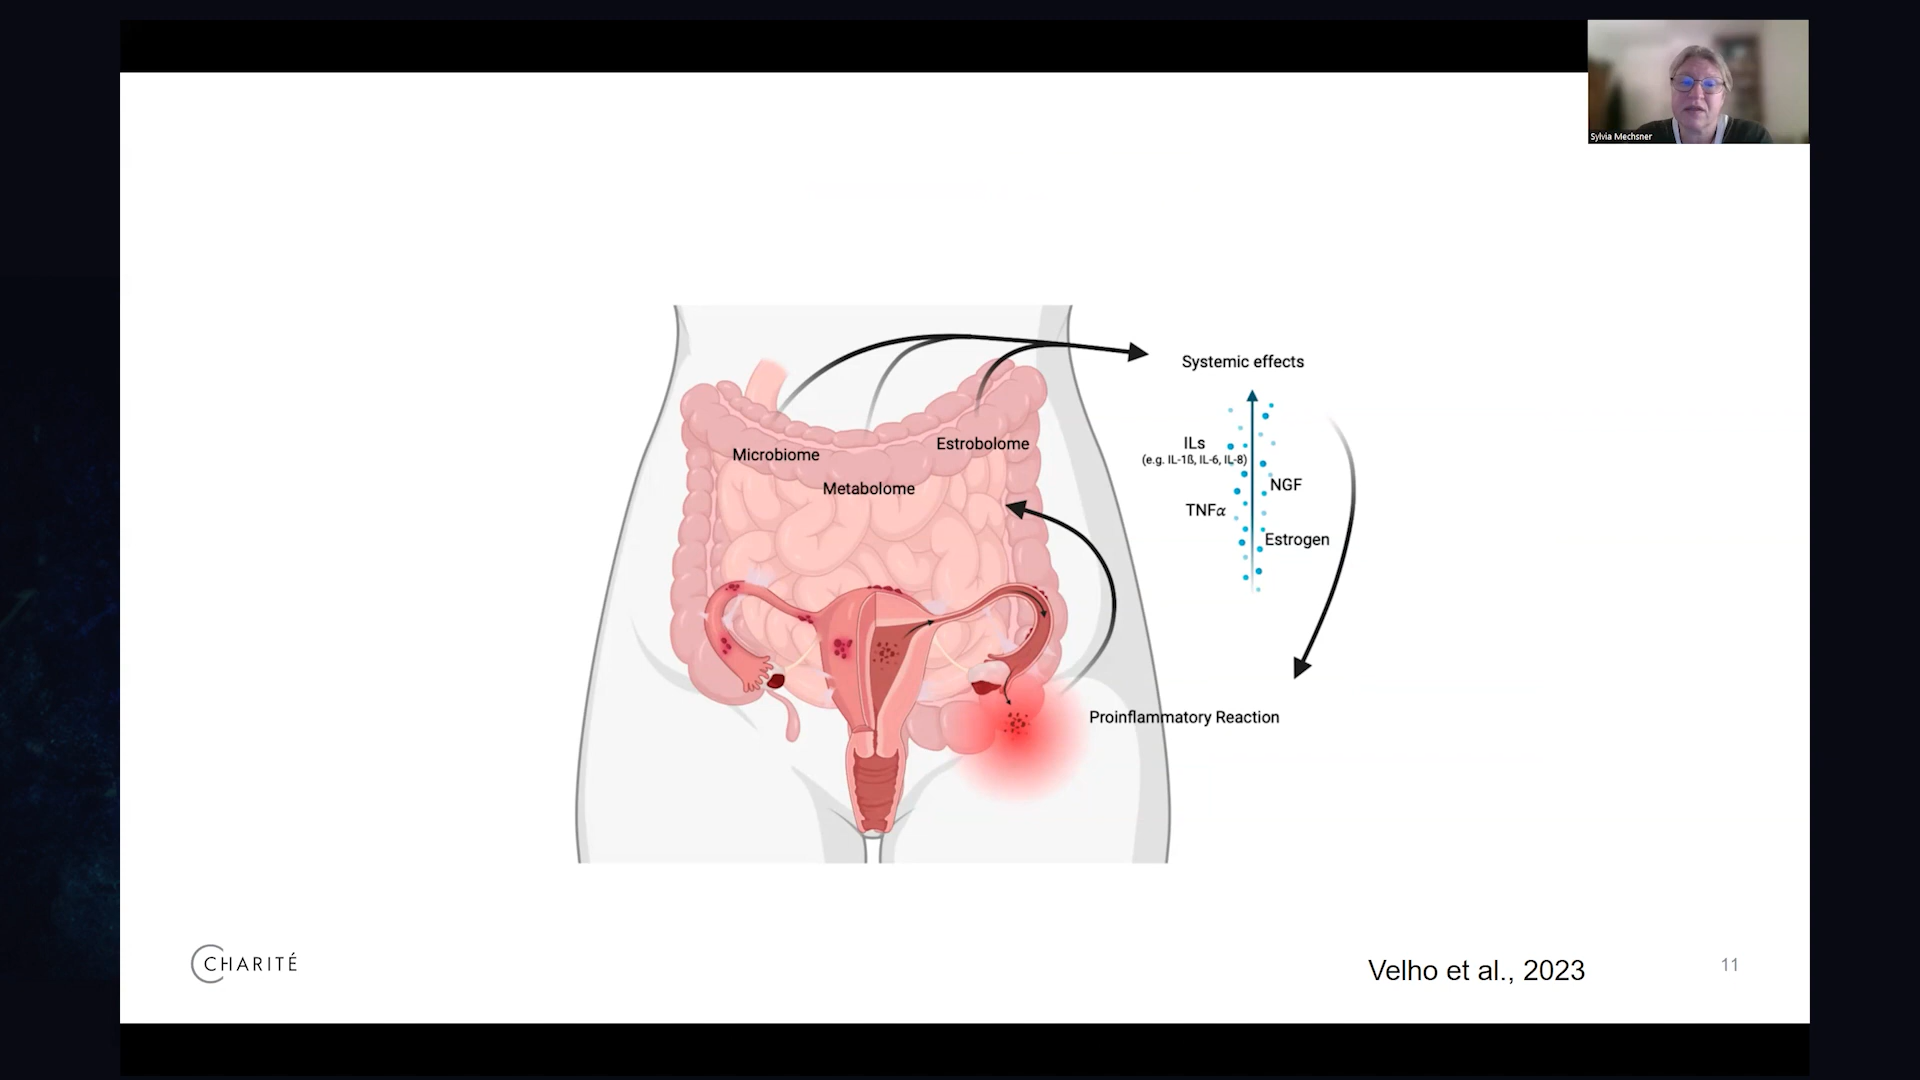 Sylvia Mechsner
Systemic effects
Microbiome
Estrobolome
Metabolome
ILs
(e.g. IL-1ß, IL-6, IL-8)
NGF
TNFα
Estrogen
Proinflammatory Reaction
CHARITÉ
Velho et al., 2023
11